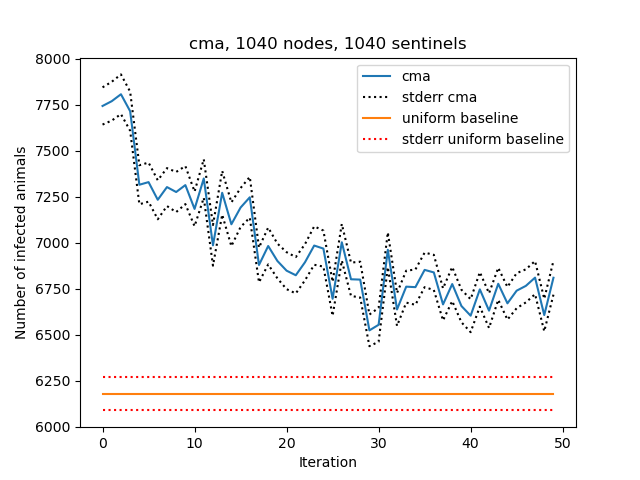 cma, 1040 nodes, 1040 sentinels
8000
7750
7500
7250
7000
6750
6500
6250
6000
Number of infected animals
cma
stderr cma
uniform baseline
stderr uniform baseline
0
10
20
30
40
50
Iteration